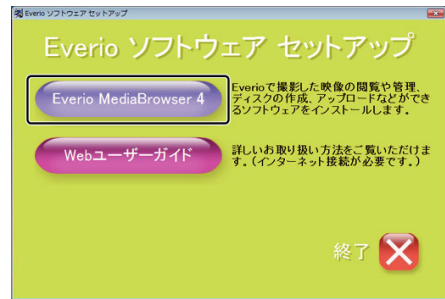 Everio ソフトウェア セットアップ
Everio ソフトウェア セットアップ
Everio MediaBrowser 4
Everioで撮影した映像の閲覧や管理、
ディスクの作成、アップロードなどができ
るソフトウェアをインストールします。
Webユーザーガイド
詳しいお取り扱い方法をご覧いただけま
す。(インターネット接続が必要です。)
終了